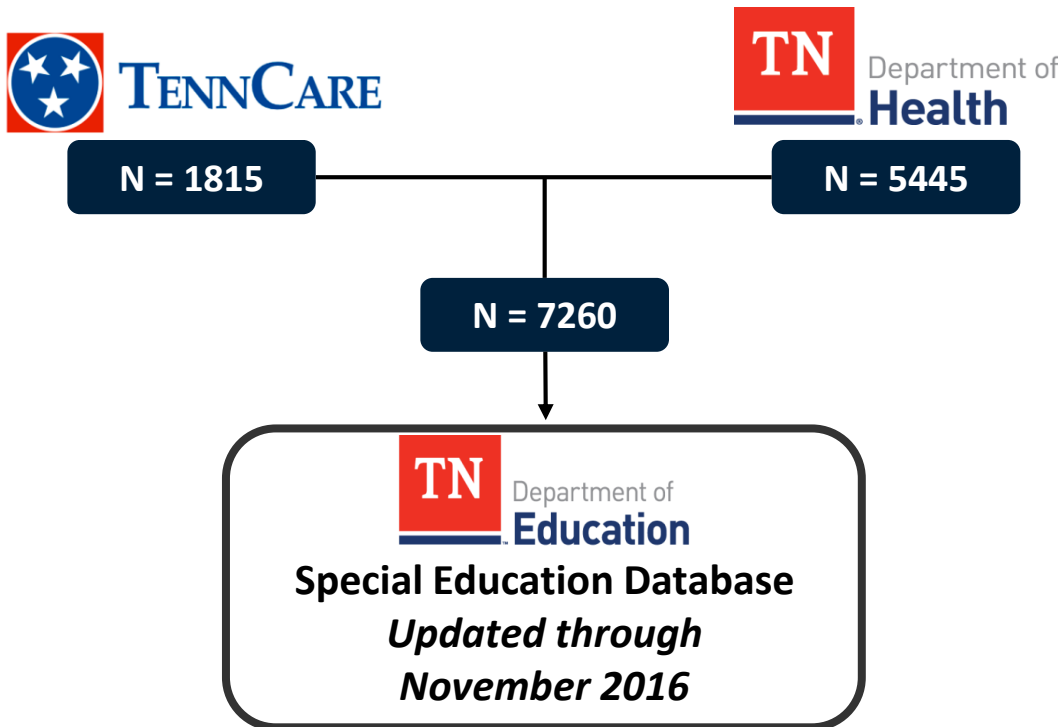 TENNCARE
TN
Department of
Health
N = 1815
N = 5445
N = 7260
TN
Department of
Education
Special Education Database
Updated through
November 2016